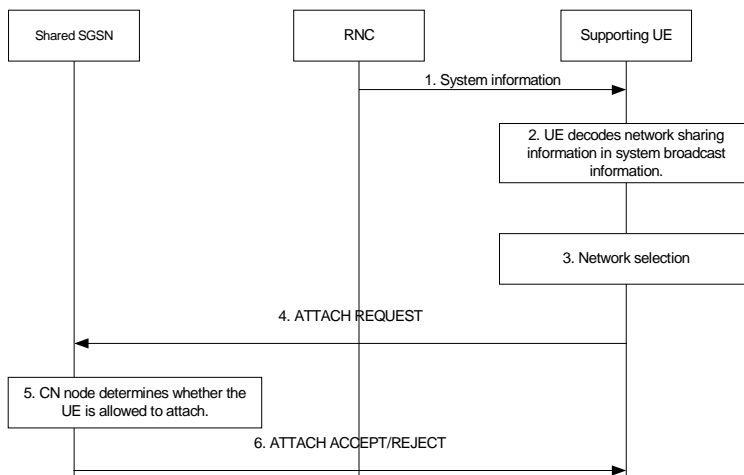 Shared SGSN
RNC
Supporting UE
1. System information
2. UE decodes network sharing
information in system broadcast
information.
3. Network selection
4. ATTACH REQUEST
5. CN node determines whether the
UE is allowed to attach.
6. ATTACH ACCEPT/REJECT